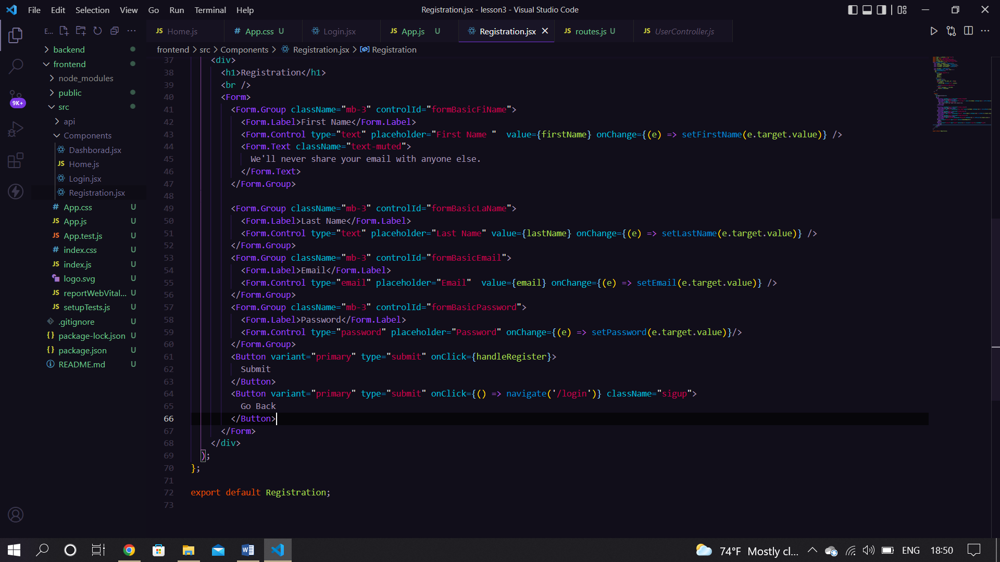 File Edit Selection View Go Run Terminal Help
Registration.jsx - lesson3 - Visual Studio Code
E...
JS Home.js
# App.css U
Login.jsx
JS App.js U
Registration.jsx
JS routes.js U
JS UserController.js
frontend > src > Components > Registration.jsx > Registration
backend
frontend
node_modules
public
src
api
Components
Dashborad.jsx
JS Home.js
Login.jsx
Registration.jsx
# App.css U
JS App.js U
JS App.test.js U
# index.css U
JS index.js U
logo.svg U
JS reportWebVital... U
JS setupTests.js U
.gitignore U
{} package-lock.json U
{} package.json U
README.md U
9K+
37 <div>
38 <h1>Registration</h1>
39 <br />
40 <Form>
41 <Form.Group className="mb-3" controlId="formBasicFiName">
42 <Form.Label>First Name</Form.Label>
43 <Form.Control type="text" placeholder="First Name "  value={firstName} onChange={(e) => setFirstName(e.target.value)} />
44 <Form.Text className="text-muted">
45 We'll never share your email with anyone else.
46 </Form.Text>
47 </Form.Group>
48
49 <Form.Group className="mb-3" controlId="formBasicLaName">
50 <Form.Label>Last Name</Form.Label>
51 <Form.Control type="text" placeholder="Last Name" value={lastName} onChange={(e) => setLastName(e.target.value)} />
52 </Form.Group>
53 <Form.Group className="mb-3" controlId="formBasicEmail">
54 <Form.Label>Email</Form.Label>
55 <Form.Control type="email" placeholder="Email"  value={email} onChange={(e) => setEmail(e.target.value)} />
56 </Form.Group>
57 <Form.Group className="mb-3" controlId="formBasicPassword">
58 <Form.Label>Password</Form.Label>
59 <Form.Control type="password" placeholder="Password" onChange={(e) => setPassword(e.target.value)}/>
60 </Form.Group>
61 <Button variant="primary" type="submit" onClick={handleRegister}>
62 Submit
63 </Button>
64 <Button variant="primary" type="submit" onClick={() => navigate('/login')} className="sigup">
65 Go Back
66 </Button>
67 </Form>
68 </div>
69 );
70 };
71
72 export default Registration;
73
74°F Mostly cl... ENG 18:50